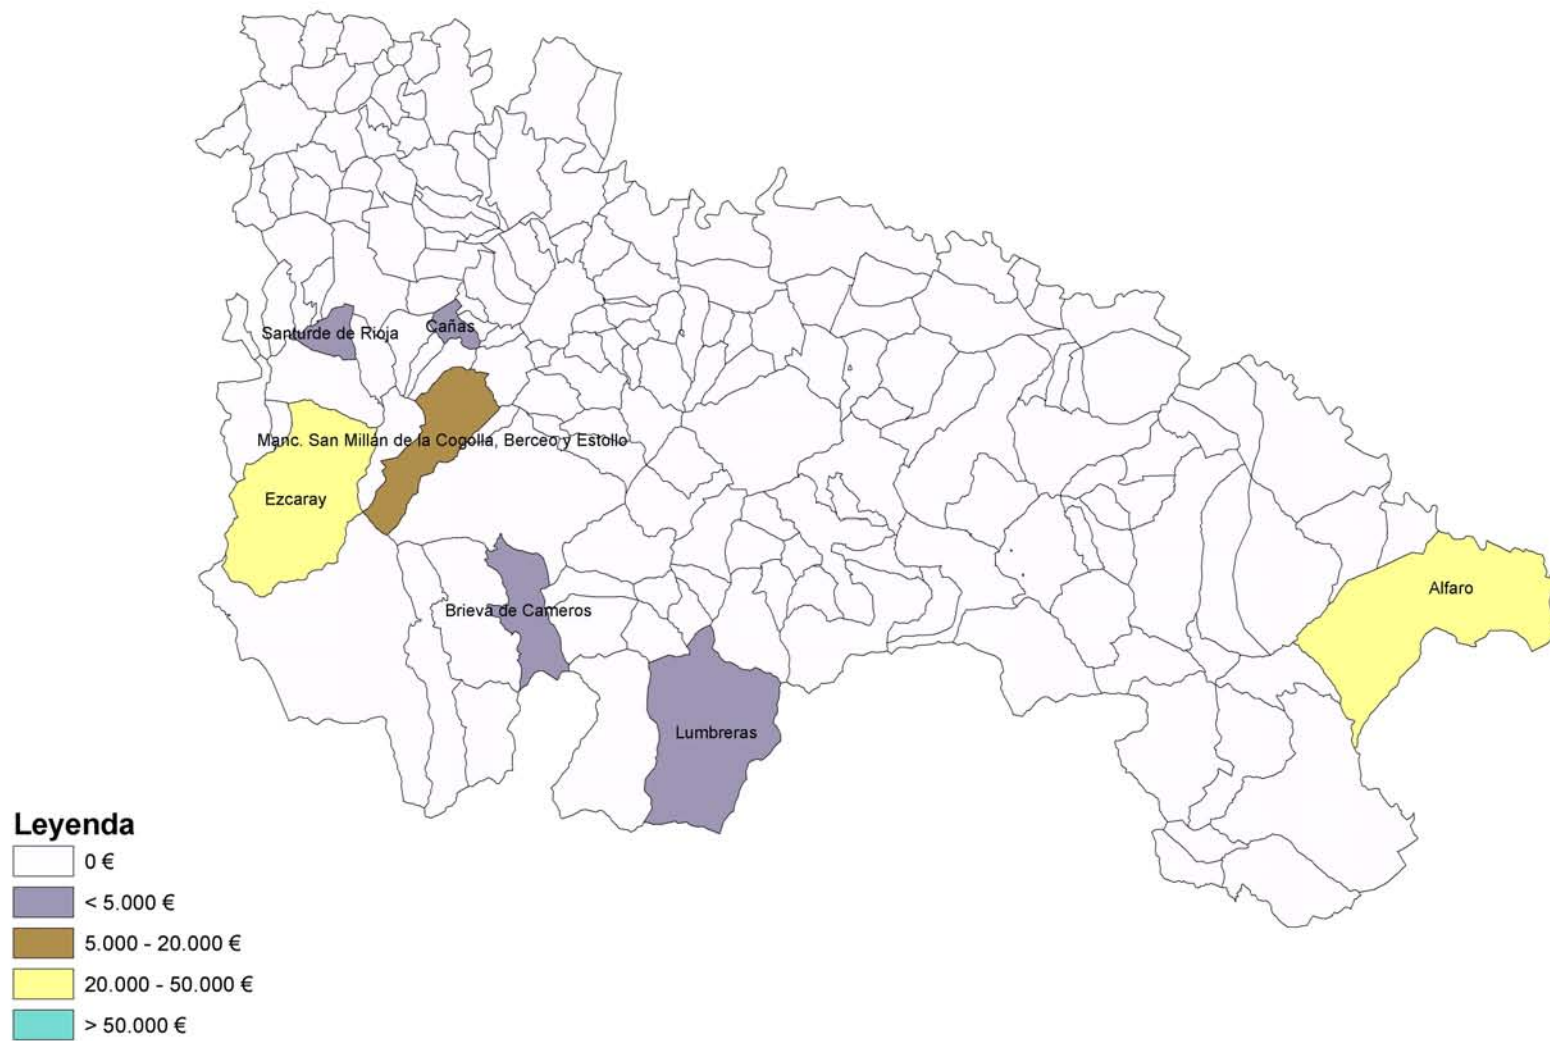 Santurde de Rioja
Cañas
Manc. San Millán de la Cogolla, Berceo y Estollo
Ezcaray
Alfaro
Brieva de Cameros
Lumbreras
Leyenda
0 €
< 5.000 €
5.000 - 20.000 €
20.000 - 50.000 €
> 50.000 €